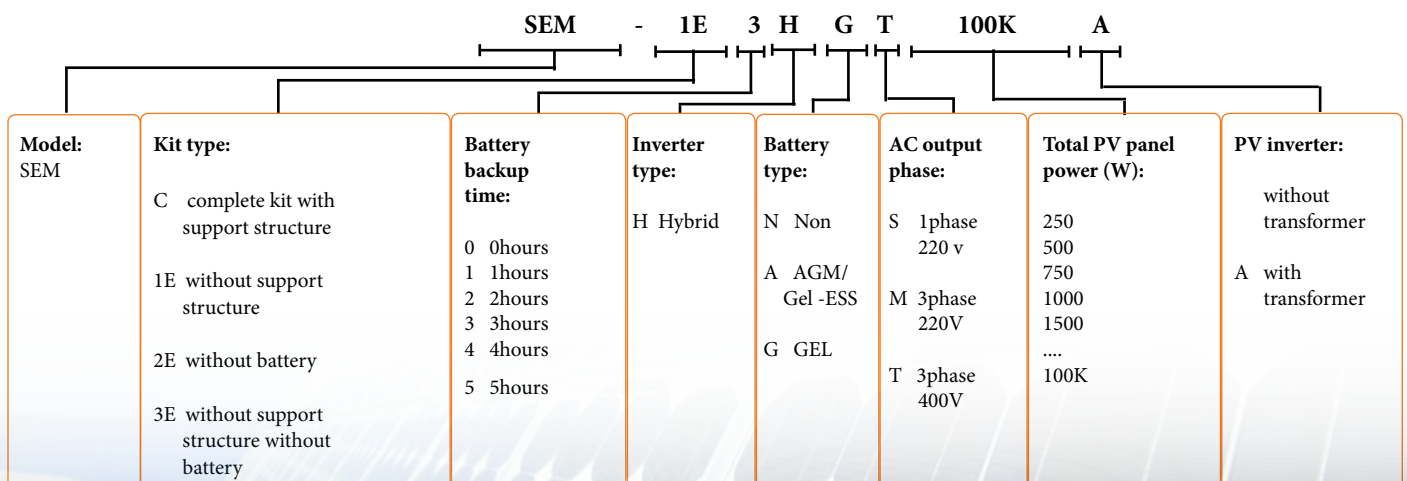 SEM - 1E 3 H G T 100K A
Model:
SEM
Kit type:
C complete kit with
support structure
1E without support
structure
2E without battery
3E without support
structure without
battery
Battery
backup
time:
0 0hours
1 1hours
2 2hours
3 3hours
4 4hours
5 5hours
Inverter
type:
H Hybrid
Battery
type:
N Non
A AGM/
Gel -ESS
G GEL
AC output
phase:
S 1phase
220 v
M 3phase
220V
T 3phase
400V
Total PV panel
power (W):
250
500
750
1000
1500
....
100K
PV inverter:
without
transformer
A with
transformer